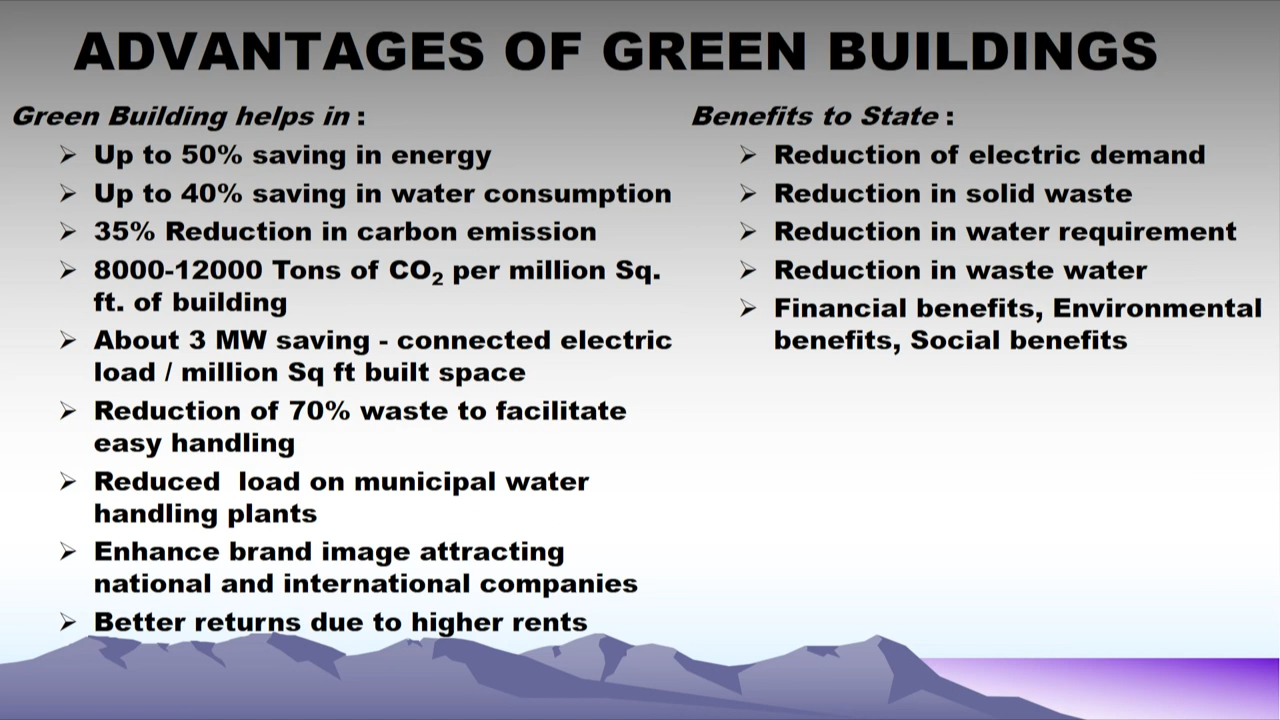 ADVANTAGES OF GREEN BUILDINGS
Green Building helps in :
➢ Up to 50% saving in energy
➢ Up to 40% saving in water consumption
➢ 35% Reduction in carbon emission
➢ 8000-12000 Tons of CO₂ per million Sq.
ft. of building
➢ About 3 MW saving - connected electric
load / million Sq ft built space
➢ Reduction of 70% waste to facilitate
easy handling
➢ Reduced  load on municipal water
handling plants
➢ Enhance brand image attracting
national and international companies
➢ Better returns due to higher rents
Benefits to State :
➢ Reduction of electric demand
➢ Reduction in solid waste
➢ Reduction in water requirement
➢ Reduction in waste water
➢ Financial benefits, Environmental
benefits, Social benefits